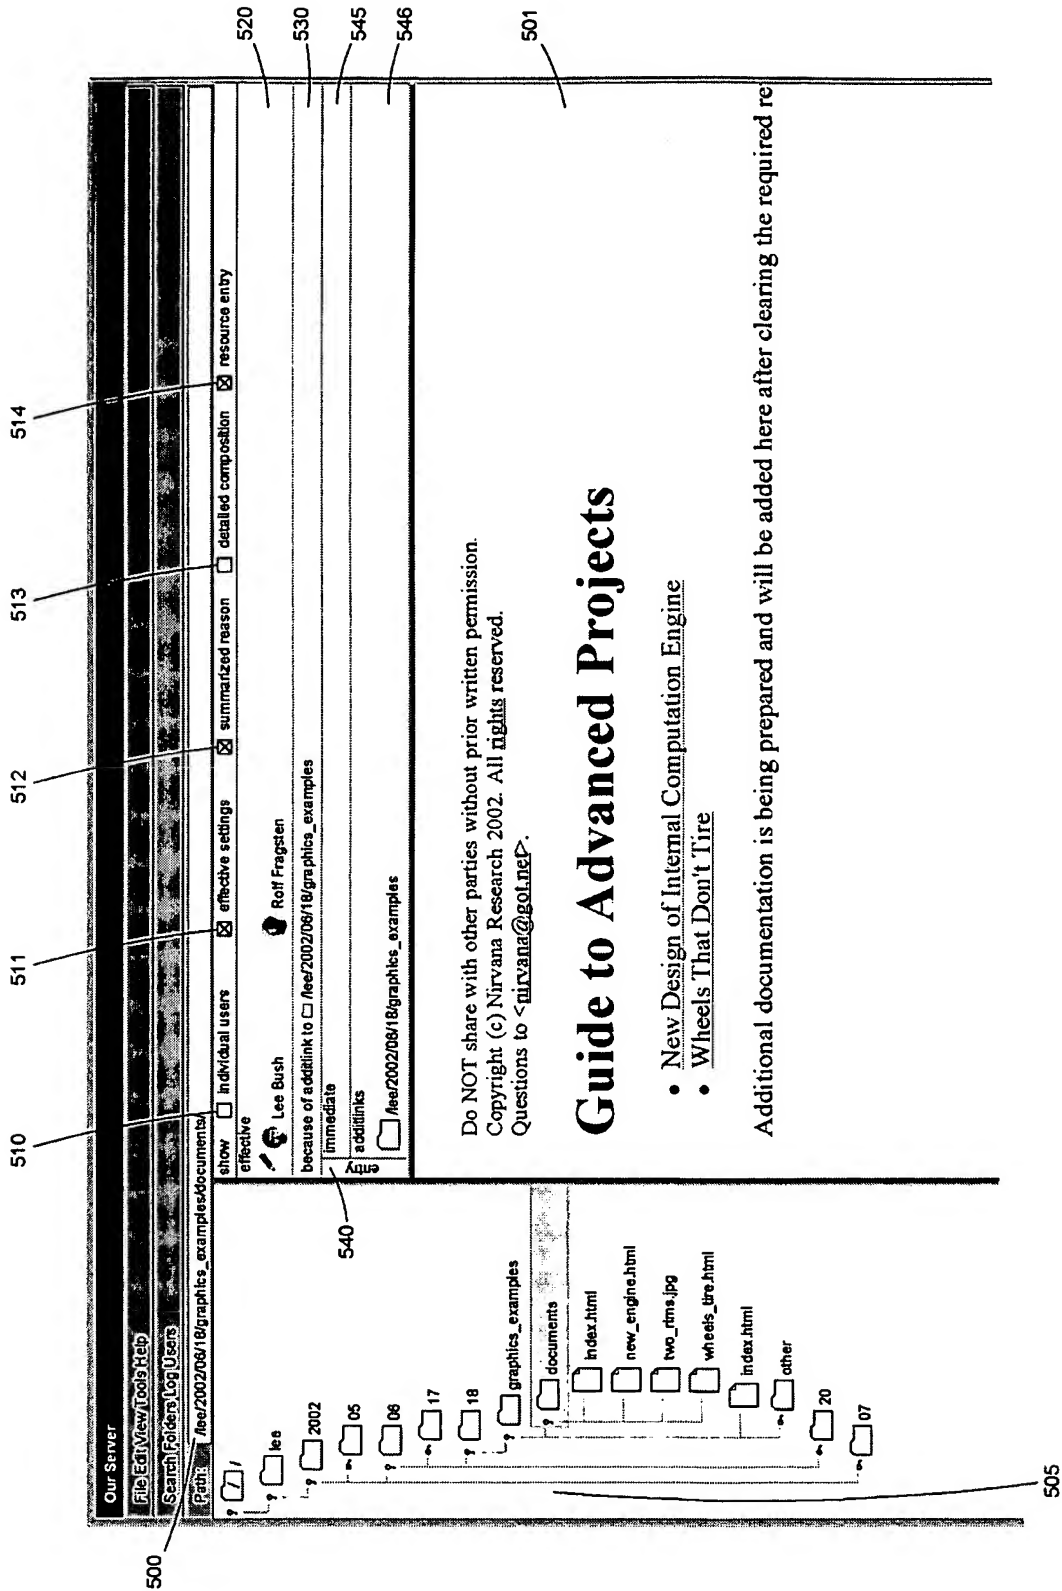 510
511
512
513
514
Our Server
File Edit View Tools Help
Search Folders Log Users
500
Path: /lee/2002/06/18/graphics_examples/documents/
show individual users effective settings summarized reason detailed composition resource entry
effective
Lee Bush Rolf Fragsten
520
because of additlink to /lee/2002/06/18/graphics_examples
530
540
entry
immediate
545
additlinks
/lee/2002/06/18/graphics_examples
546
/
lee
2002
05
06
17
18
graphics_examples
documents
index.html
new_engine.html
two_rims.jpg
wheels_tire.html
index.html
other
20
07
505
501
Do NOT share with other parties without prior written permission.
Copyright (c) Nirvana Research 2002. All rights reserved.
Questions to <nirvana@got.net>.
Guide to Advanced Projects
• New Design of Internal Computation Engine
• Wheels That Don't Tire
Additional documentation is being prepared and will be added here after clearing the required re